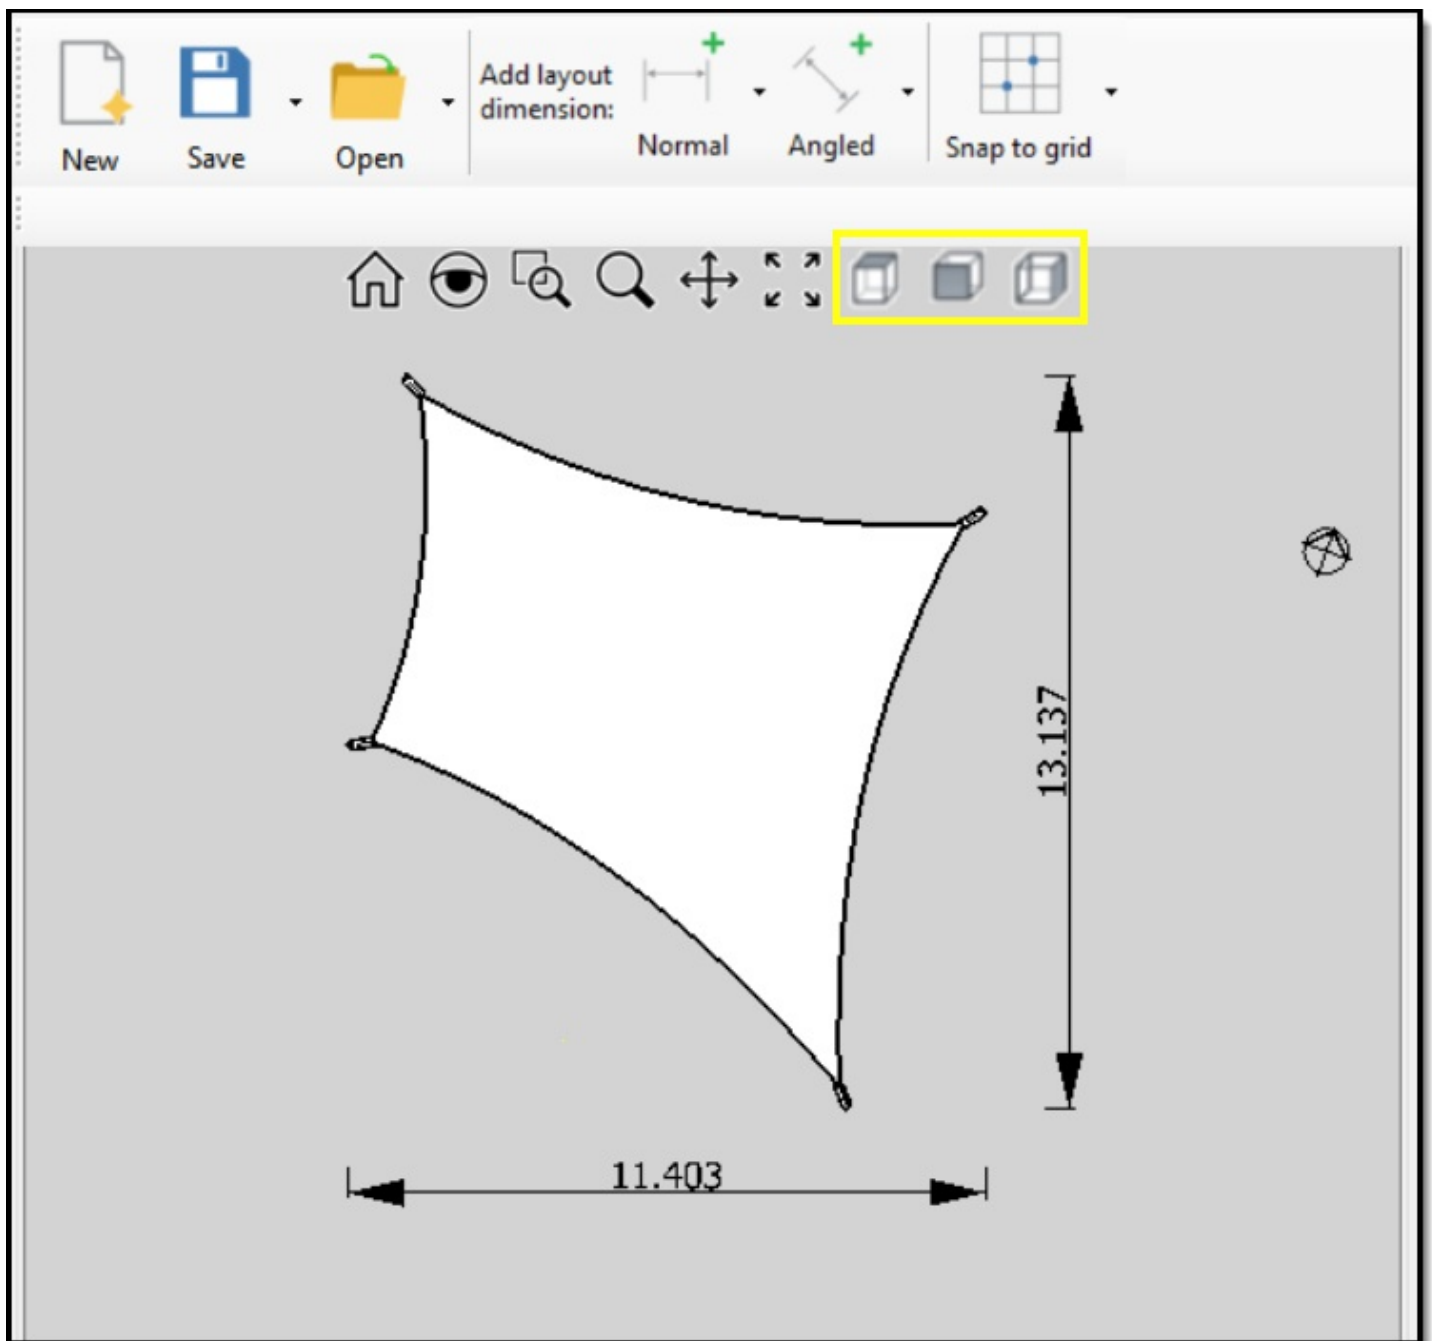 New
Save
Open
Add layout
dimension:
Normal
Angled
Snap to grid
13.137
11.403